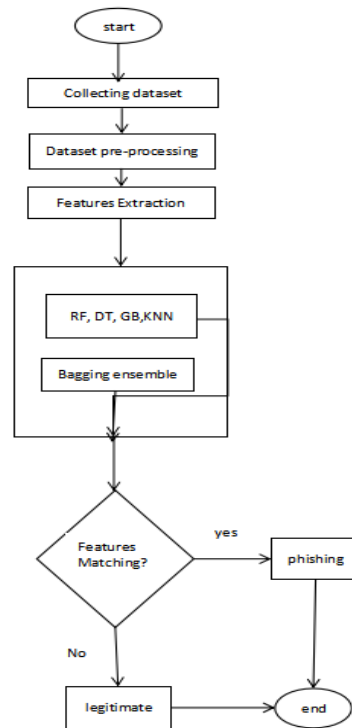 start
Collecting dataset
Dataset pre-processing
Features Extraction
RF, DT, GB,KNN
Bagging ensemble
Features
Matching?
yes
phishing
No
legitimate
end